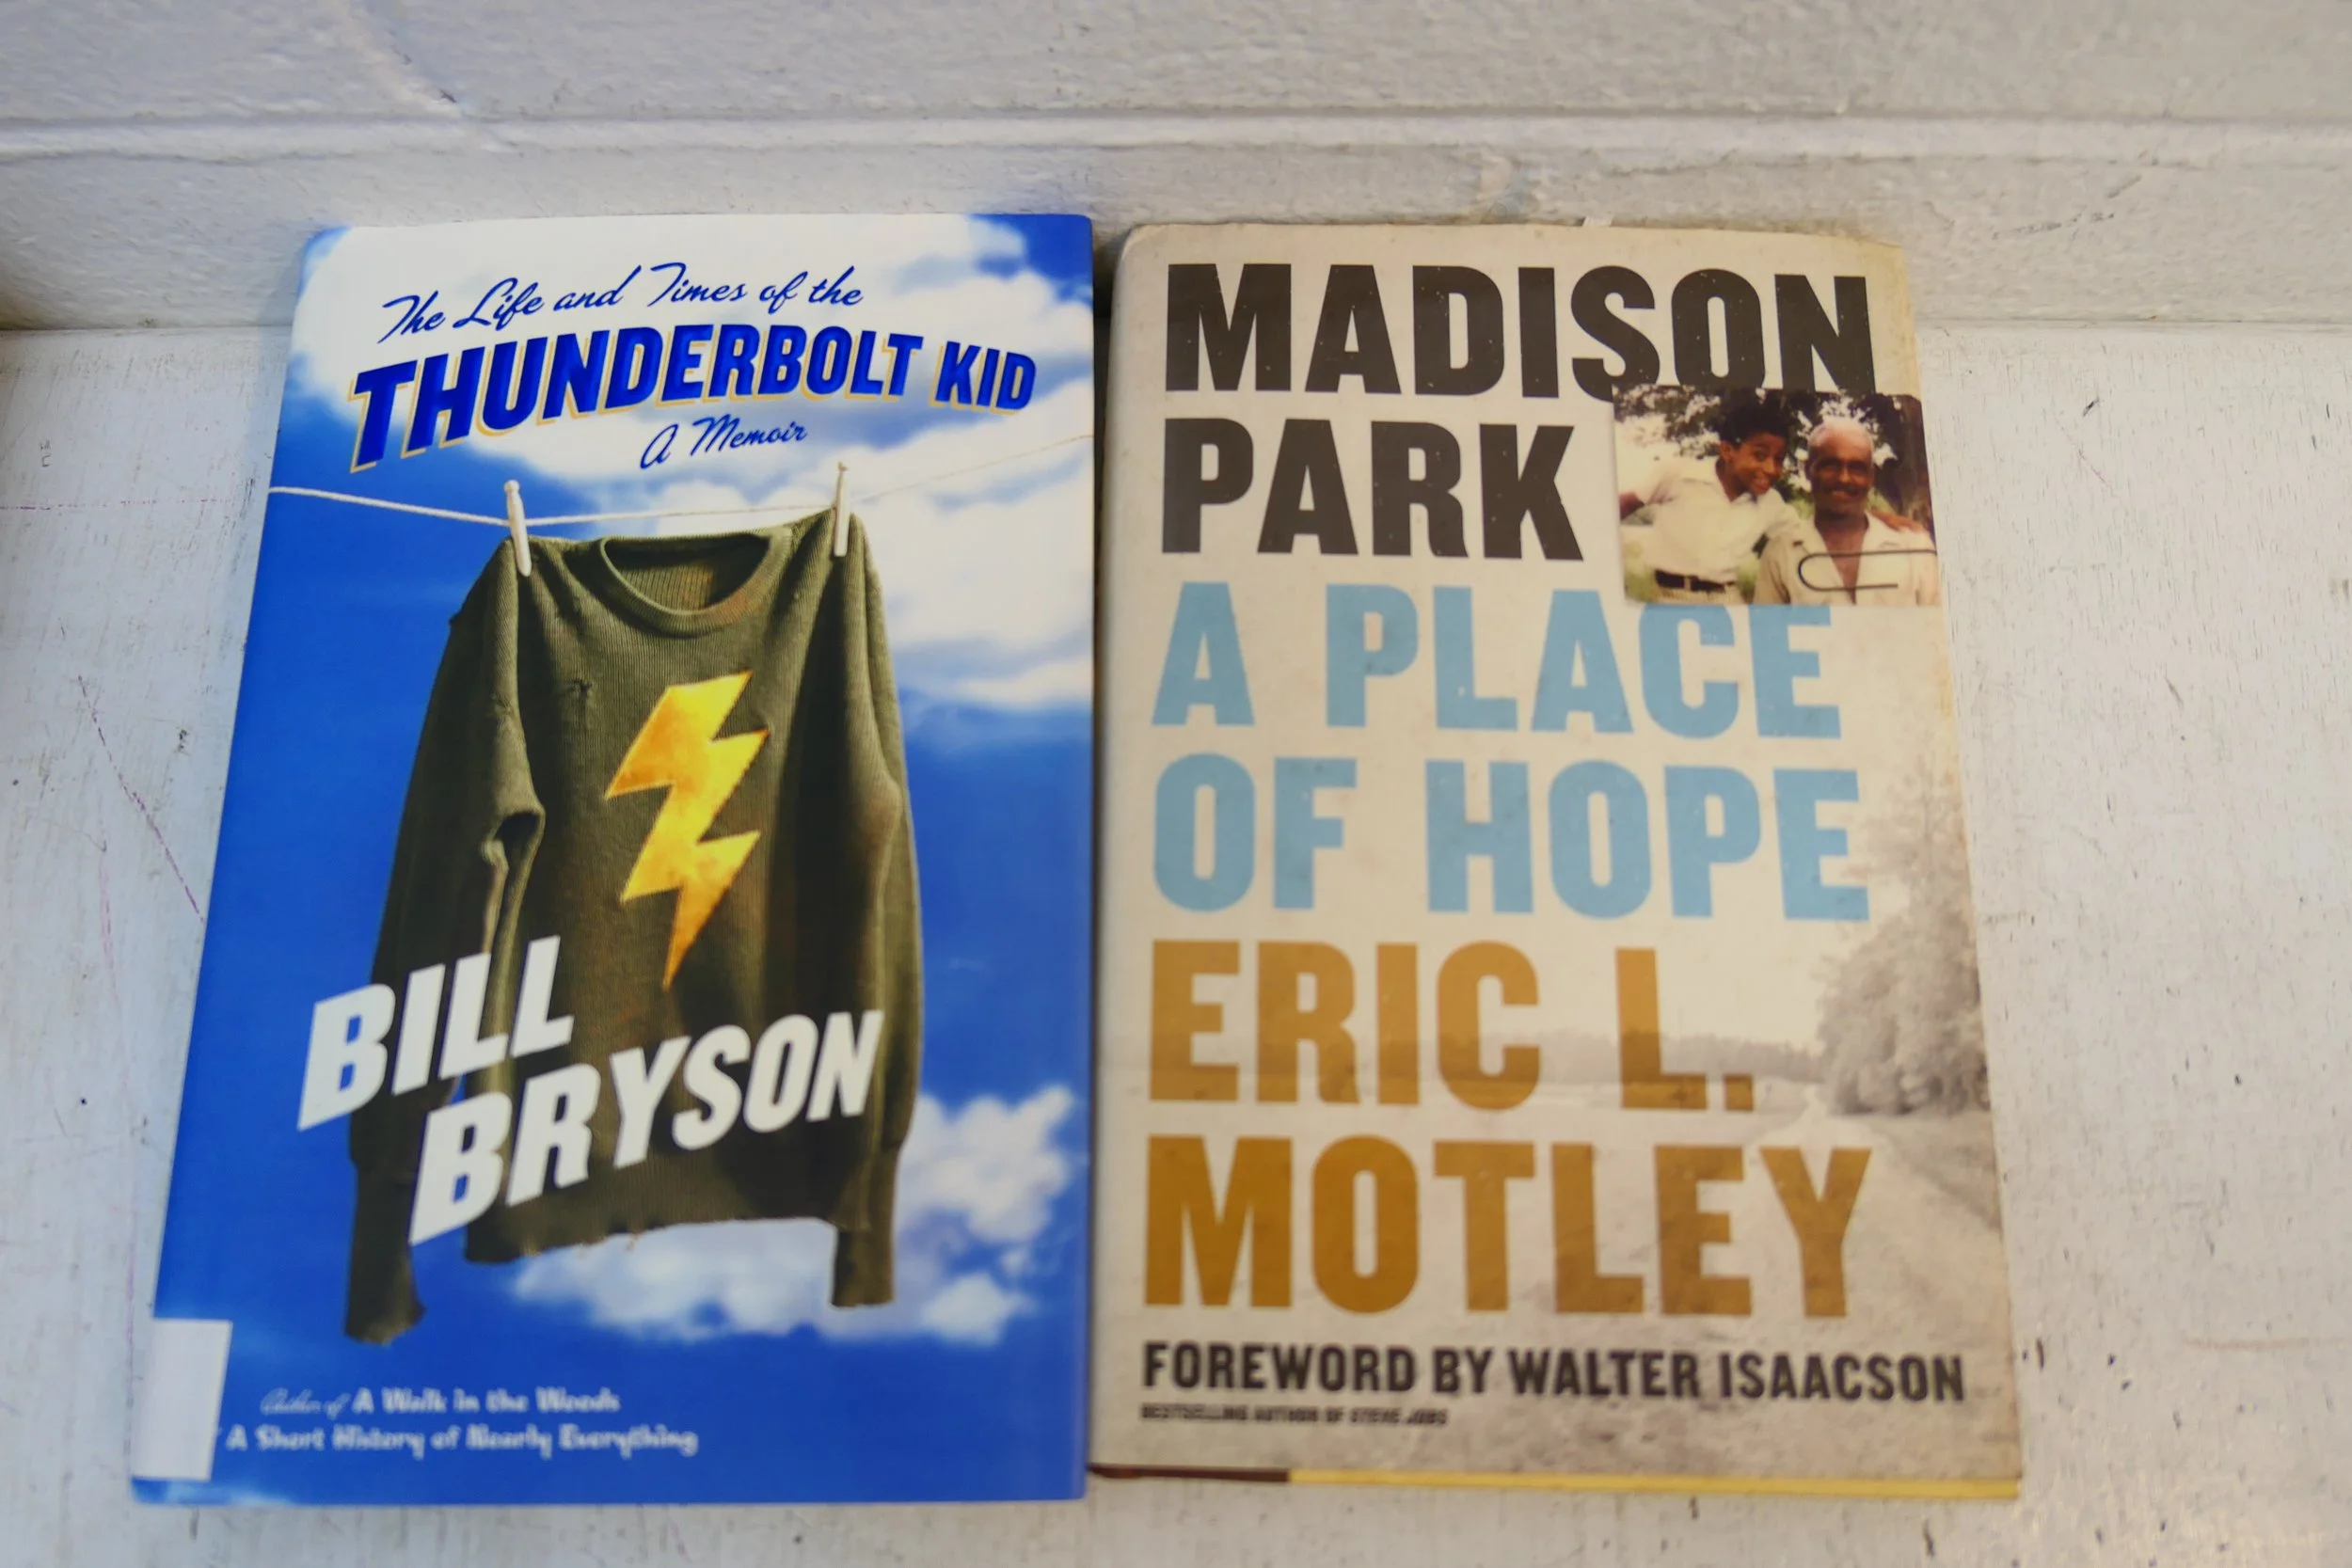 The Life and Times of the
THUNDERBOLT KID
A Memoir
BILL
BRYSON
Author of A Walk in the Woods
A Short History of Nearly Everything
MADISON
PARK
A PLACE
OF HOPE
ERIC L.
MOTLEY
FOREWORD BY WALTER ISAACSON
BESTSELLING AUTHOR OF STEVE JOBS